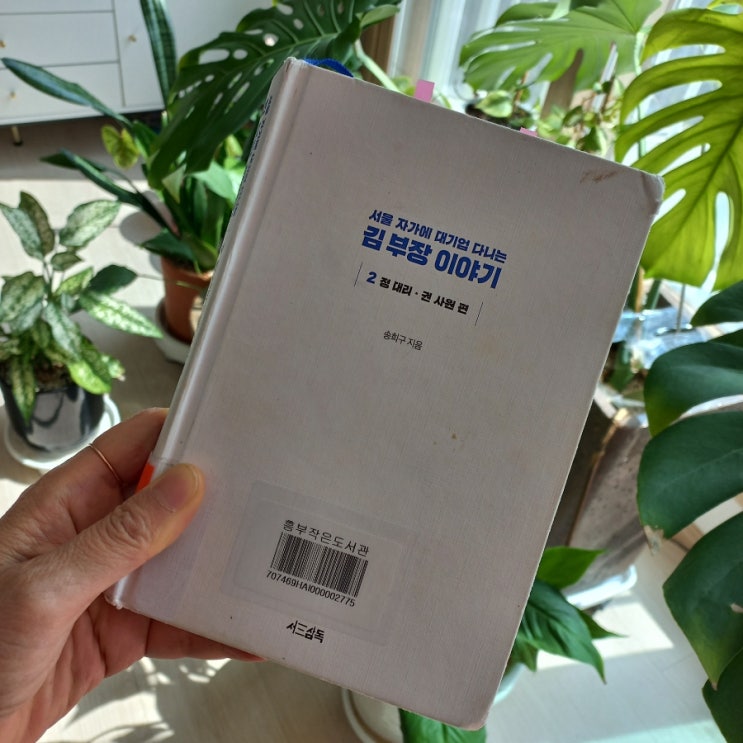 서울 자가에 대기업 다니는
김 부장 이야기
2 정 대리·권 사원 편
송희구 지음
흥부작은도서관
707469HAI000002775
서삼독